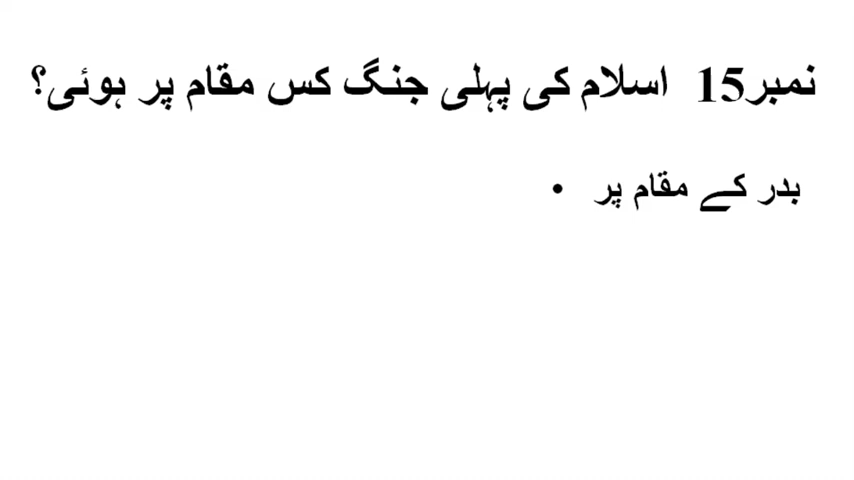 نمبر15 اسلام کی پہلی جنگ کس مقام پر ہوئی؟
بدر کے مقام پر •